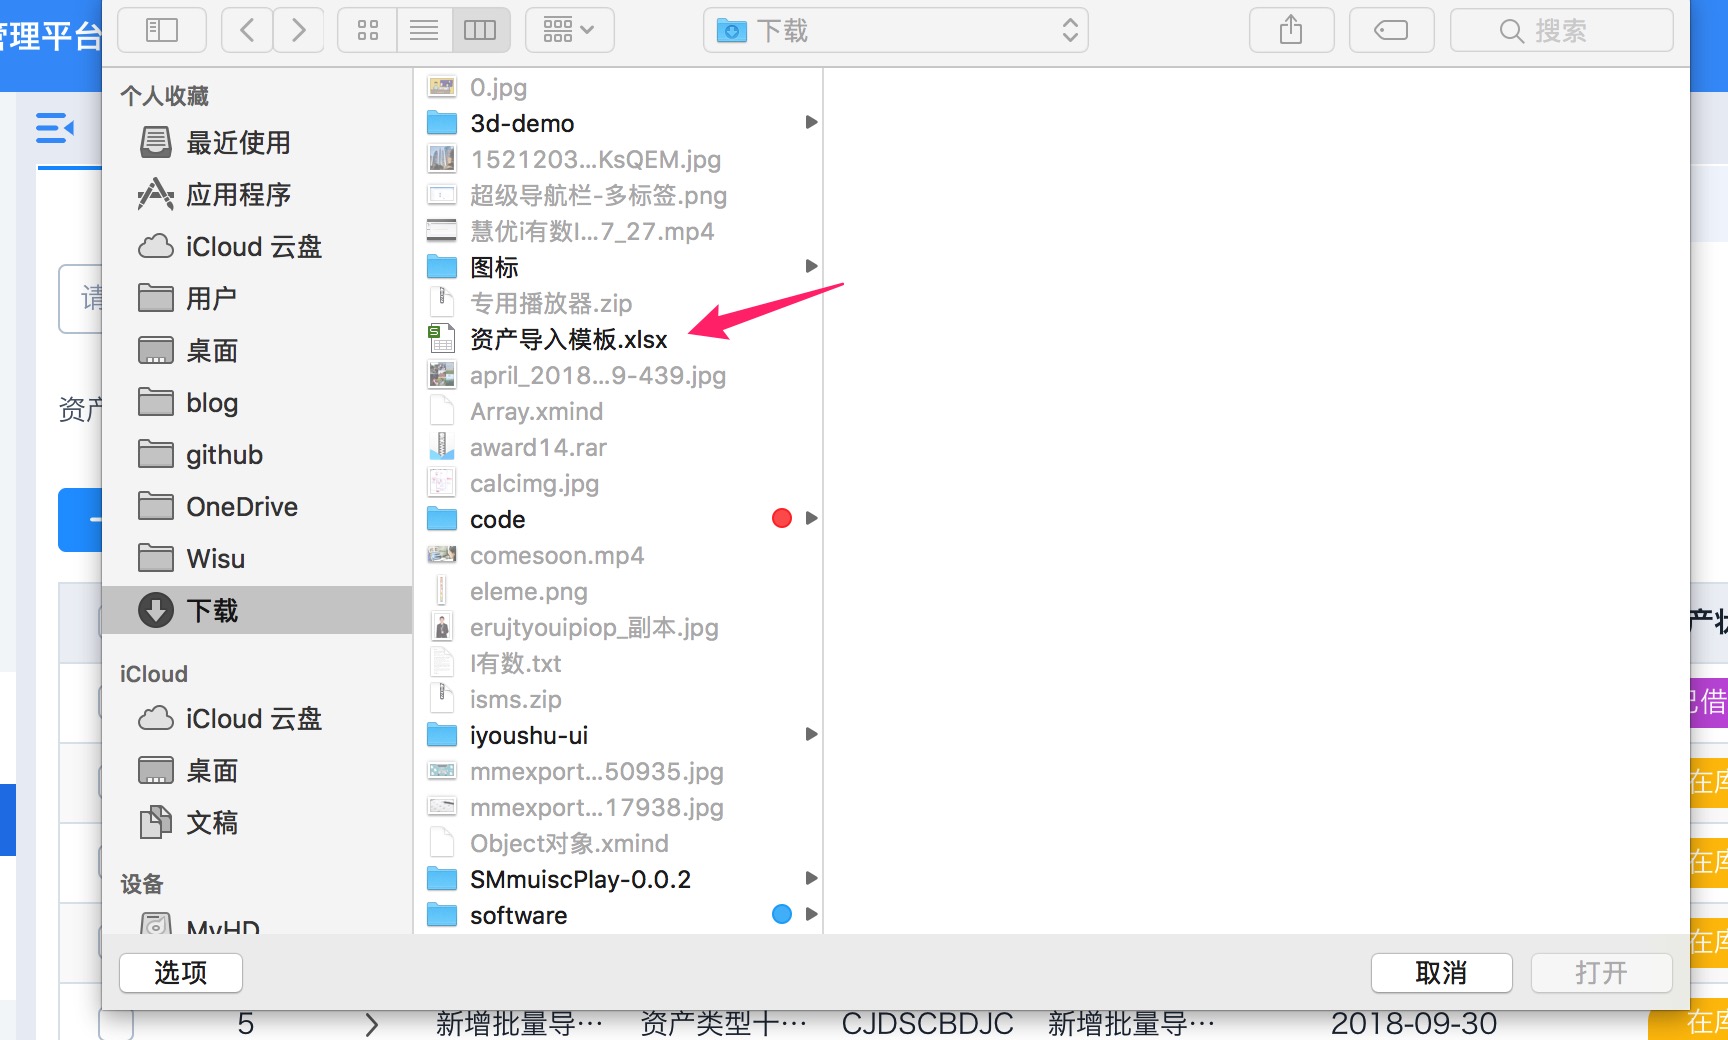 管理平台
下载
搜索
个人收藏
最近使用
应用程序
iCloud 云盘
用户
桌面
blog
github
OneDrive
Wisu
下载
iCloud
iCloud 云盘
桌面
文稿
设备
MyHD
0.jpg
3d-demo
1521203...KsQEM.jpg
超级导航栏-多标签.png
慧优i有数I...7_27.mp4
图标
专用播放器.zip
资产导入模板.xlsx
april_2018...9-439.jpg
Array.xmind
award14.rar
calcimg.jpg
code
comesoon.mp4
eleme.png
erujtyouipiop_副本.jpg
I有数.txt
isms.zip
iyoushu-ui
mmexport...50935.jpg
mmexport...17938.jpg
Object对象.xmind
SMmuiscPlay-0.0.2
software
选项
取消
打开
请
资产
产状
已借
在库
在库
在库
5 新增批量导… 资产类型十… CJDSCBDJC 新增批量导… 2018-09-30 在库